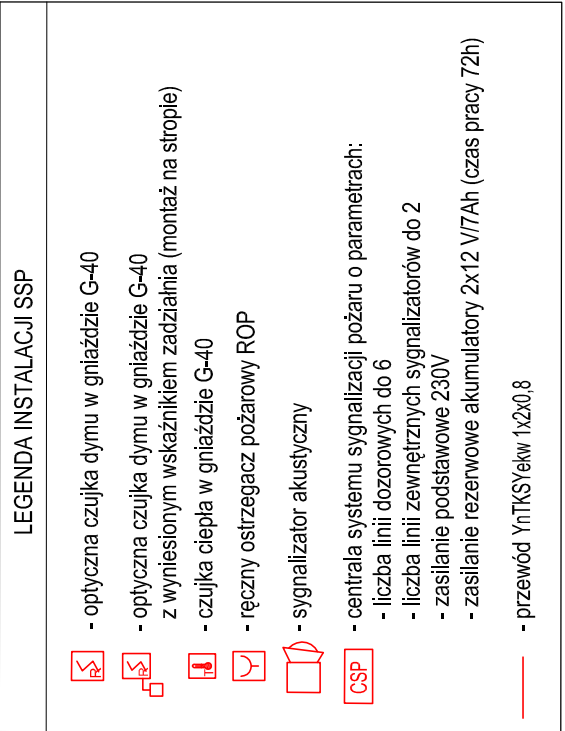 LEGENDA INSTALACJI SSP
R - optyczna czujka dymu w gniaździe G-40
R - optyczna czujka dymu w gniaździe G-40
z wyniesionym wskaźnikiem zadziałnia (montaż na stropie)
T - czujka ciepła w gniaździe G-40
- ręczny ostrzegacz pożarowy ROP
- sygnalizator akustyczny
CSP - centrala systemu sygnalizacji pożaru o parametrach:
- liczba linii dozorowych do 6
- liczba linii zewnętrznych sygnalizatorów do 2
- zasilanie podstawowe 230V
- zasilanie rezerwowe akumulatory 2x12 V/7Ah (czas pracy 72h)
- przewód YnTKSYekw 1x2x0,8